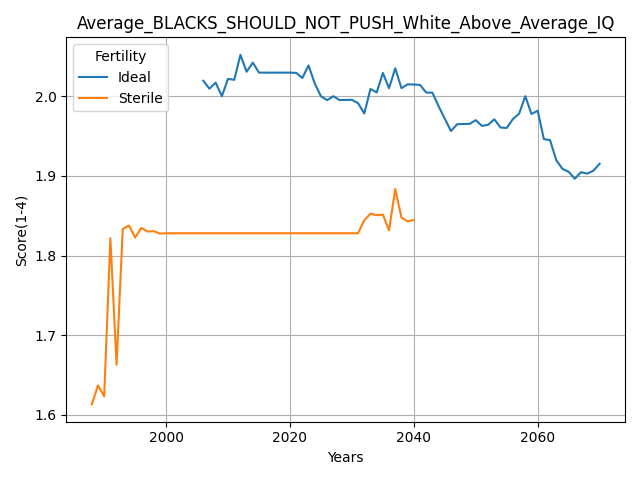 Average_BLACKS_SHOULD_NOT_PUSH_White_Above_Average_IQ
Fertility
Ideal
Sterile
Score(1-4)
2.0
1.9
1.8
1.7
1.6
2000 2020 2040 2060
Years